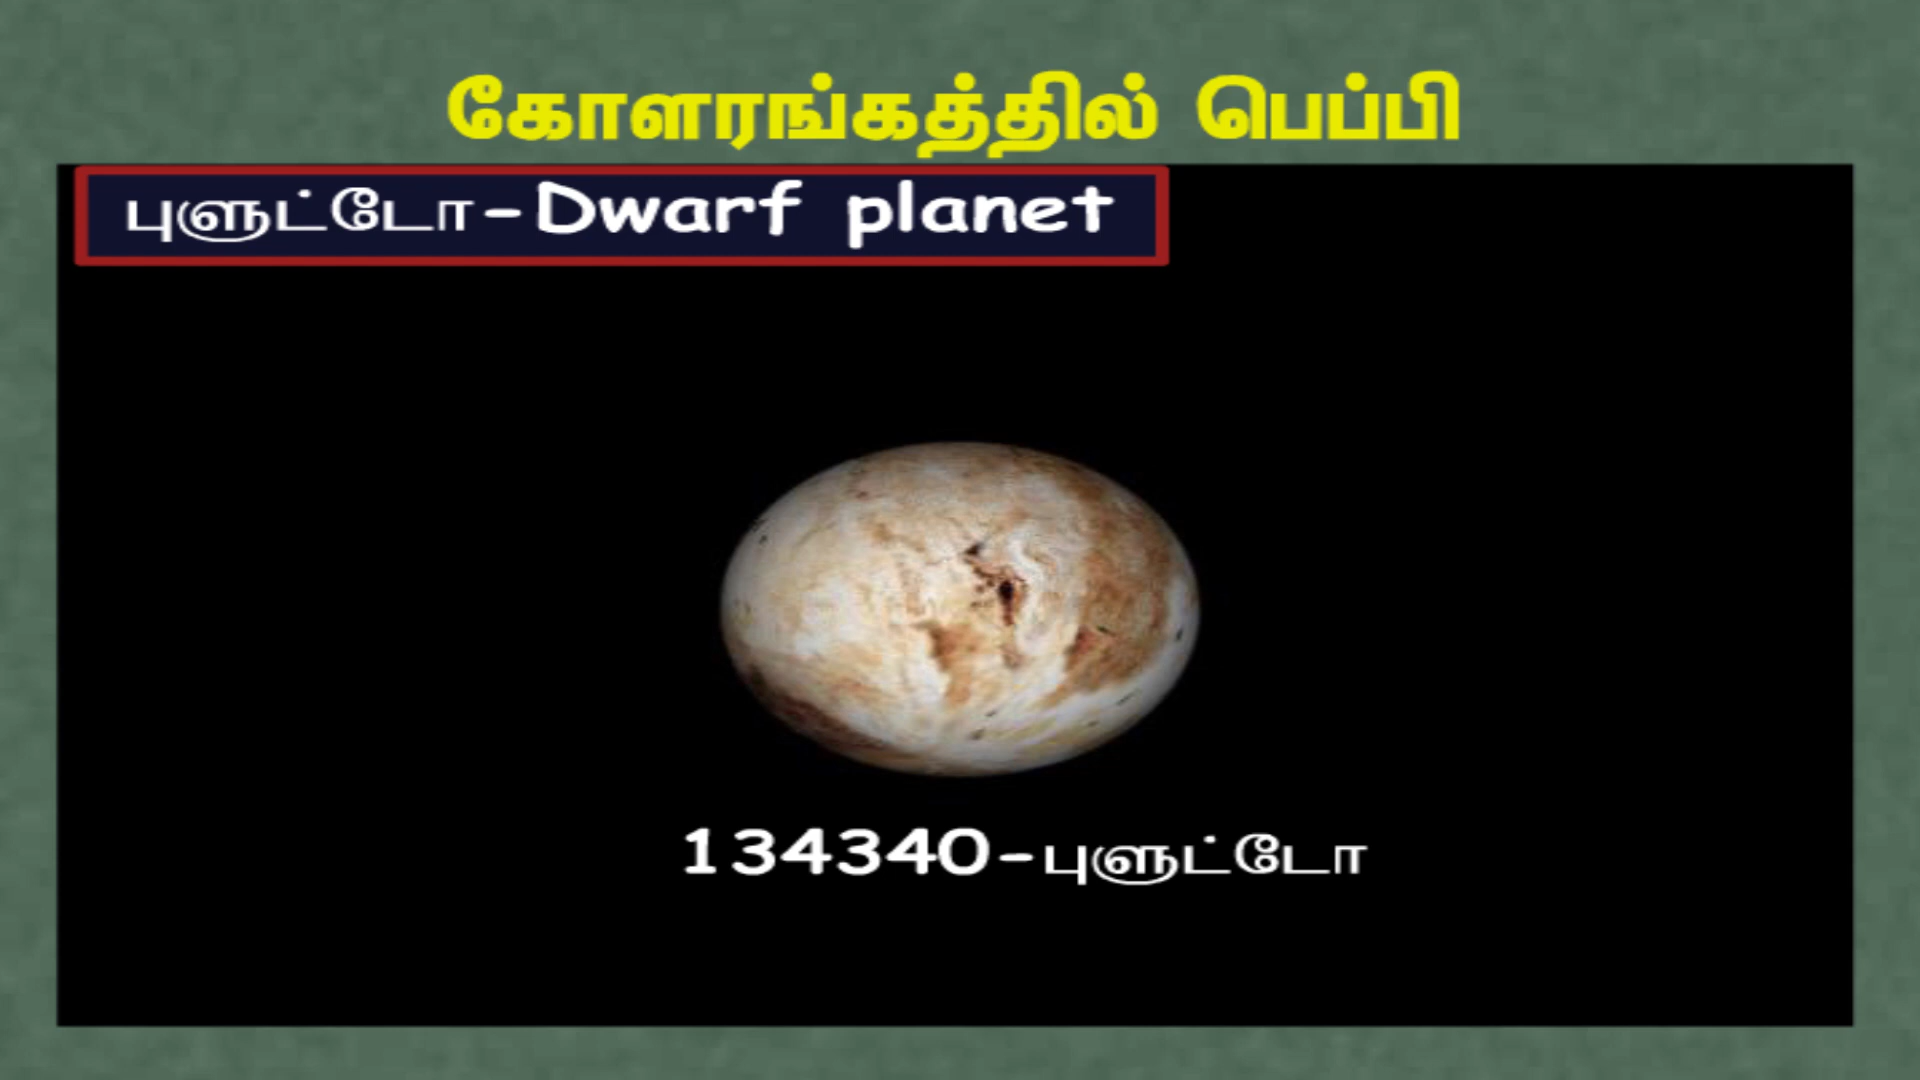 கோளரங்கத்தில் பெப்பி
புளுட்டோ-Dwarf planet
134340-புளுட்டோ